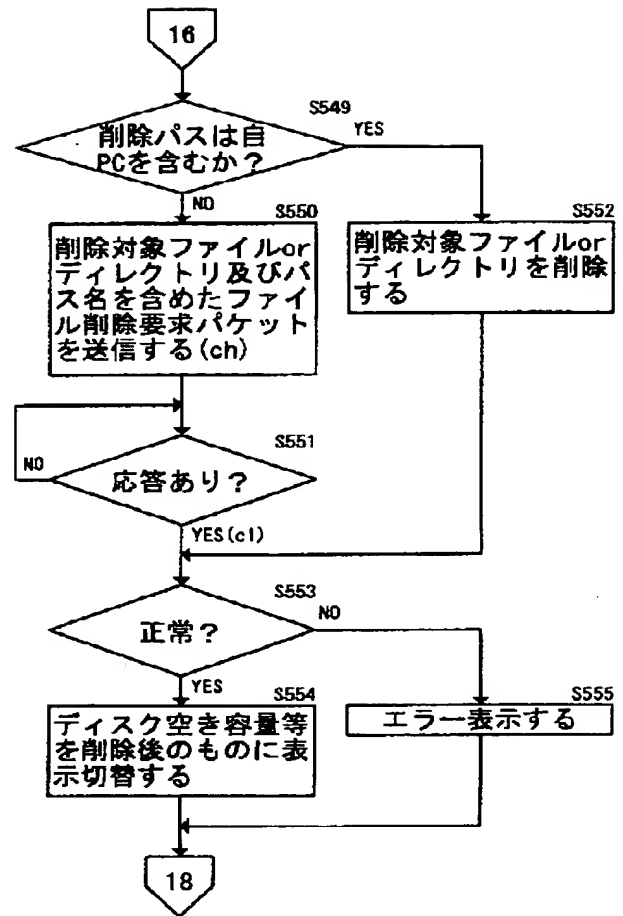 16
S549
削除パスは自
PCを含むか？
YES
NO
S550
削除対象ファイルor
ディレクトリ及びパ
ス名を含めたファイ
ル削除要求パケット
を送信する(ch)
S552
削除対象ファイルor
ディレクトリを削除
する
S551
NO
応答あり？
YES(cl)
S553
正常？
NO
YES
S554
ディスク空き容量等
を削除後のものに表
示切替する
S555
エラー表示する
18